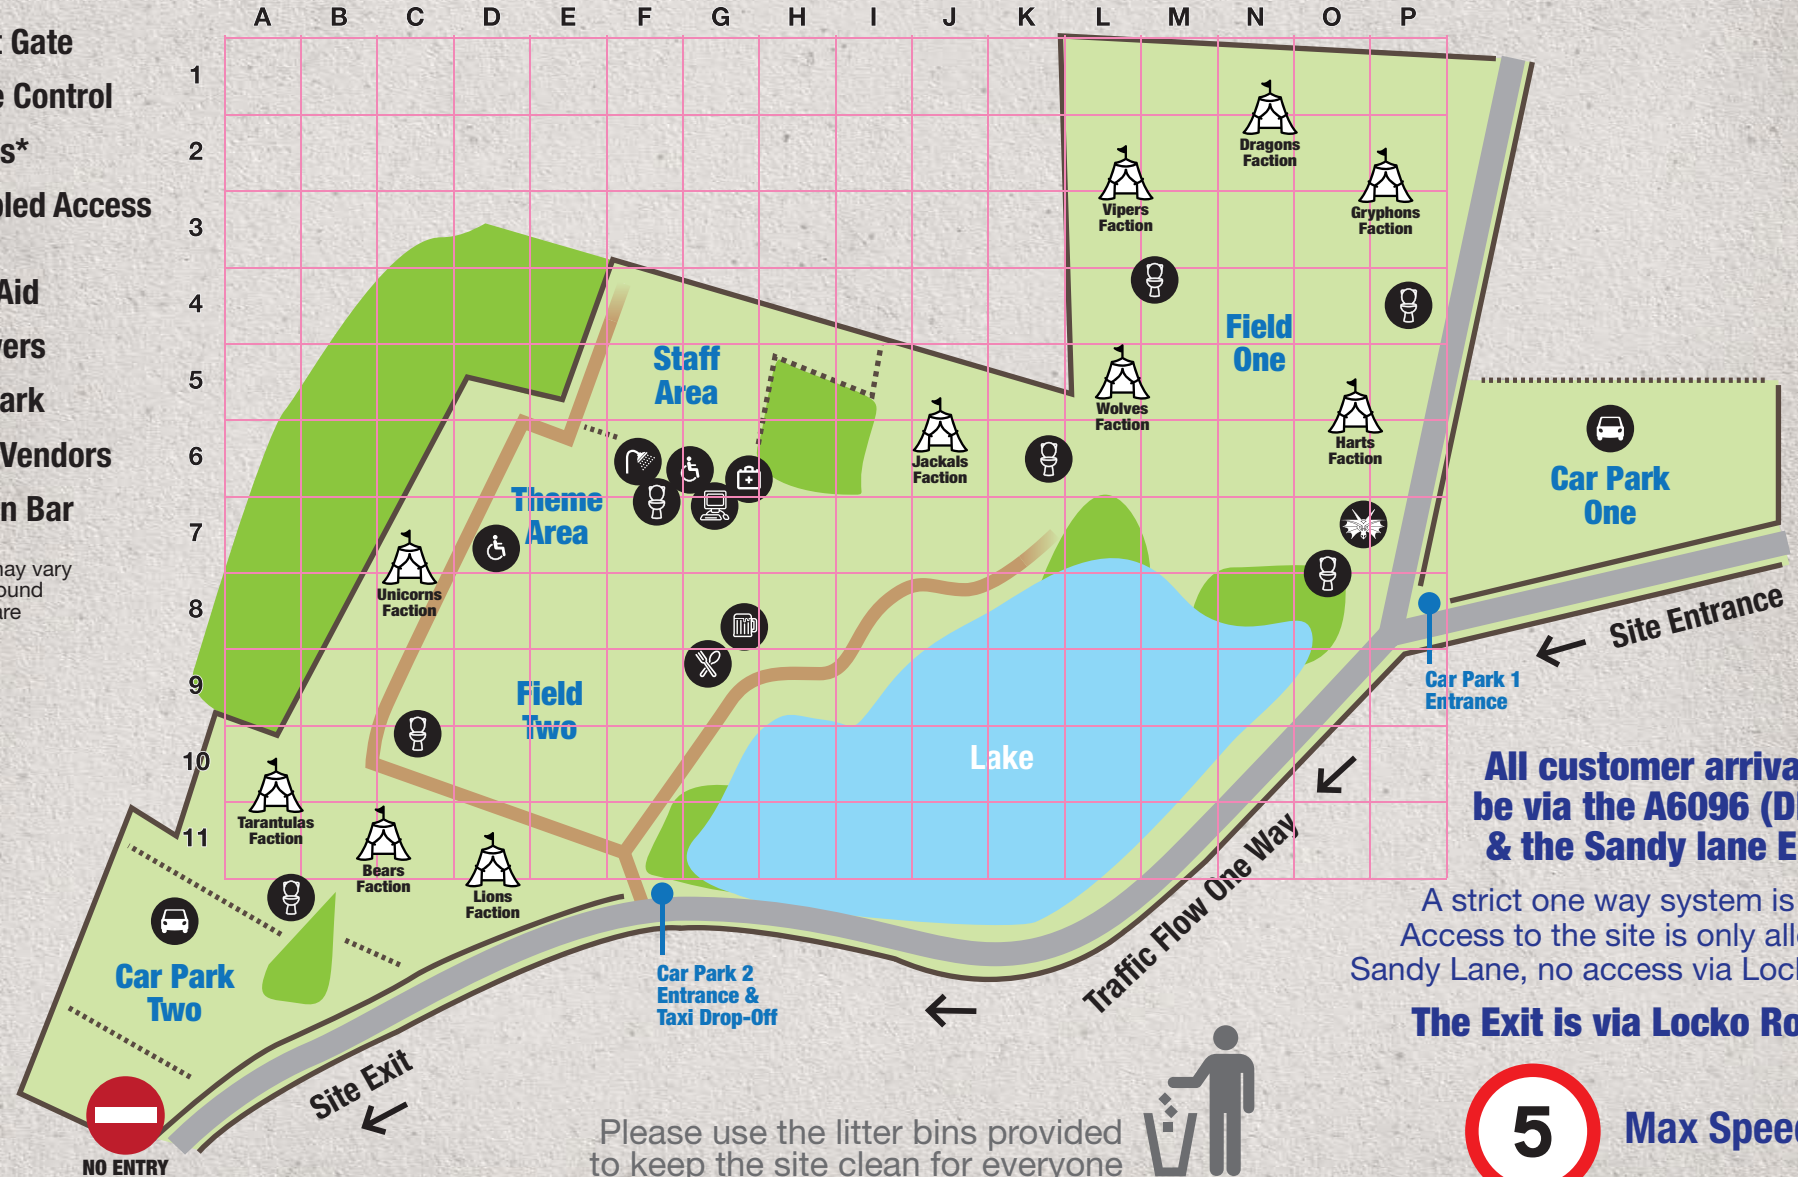 A B C D E F G H I J K L M N O P
1
2
3
4
5
6
7
8
9
10
11
Gate
Control
s*
Access
Aid
ers
ark
Vendors
n Bar
may vary
ound
are
Dragons
Faction
Vipers
Faction
Gryphons
Faction
Field
One
Wolves
Faction
Harts
Faction
Staff
Area
Jackals
Faction
Theme
Area
Unicorns
Faction
Field
Two
Lake
Tarantulas
Faction
Bears
Faction
Lions
Faction
Car Park
One
Site Entrance
Car Park 1
Entrance
Car Park
Two
Car Park 2
Entrance &
Taxi Drop-Off
Traffic Flow One Way
Site Exit
NO ENTRY
All customer arriva
be via the A6096 (D
& the Sandy lane E
A strict one way system is
Access to the site is only all
Sandy Lane, no access via Loc
The Exit is via Locko Ro
5
Max Speed
Please use the litter bins provided
to keep the site clean for everyone